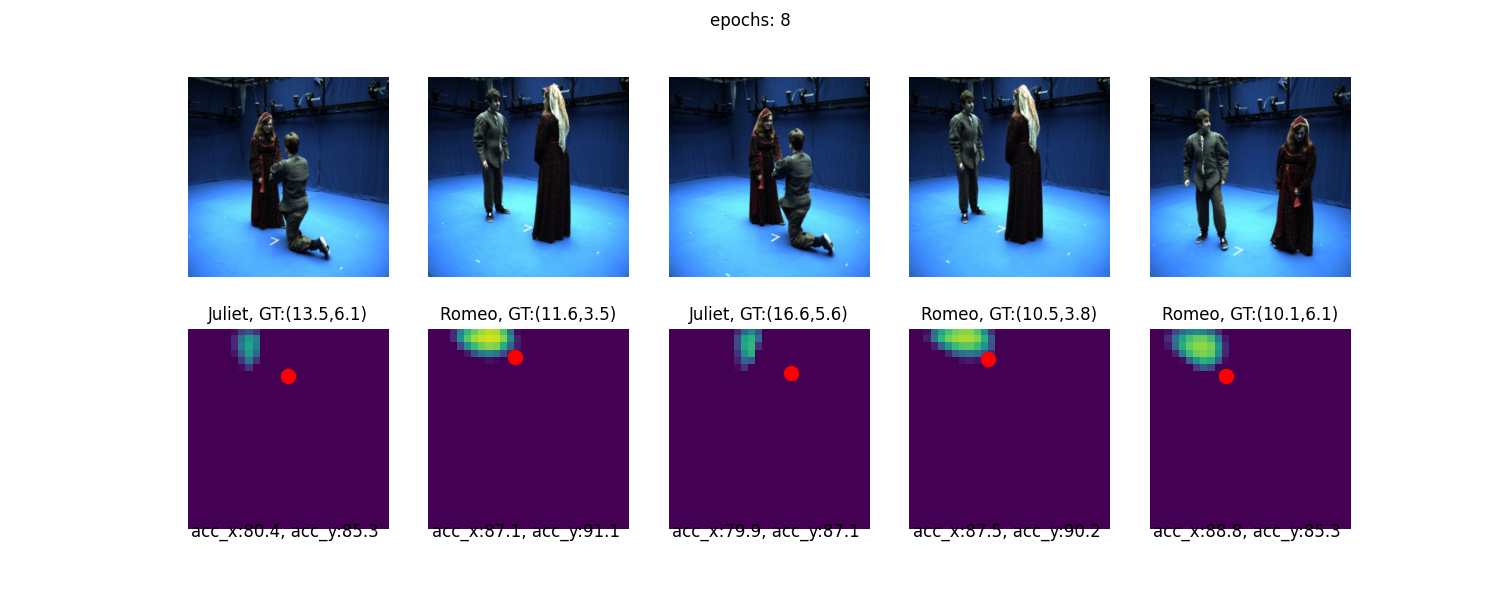 epochs: 8
Juliet, GT:(13.5,6.1)
Romeo, GT:(11.6,3.5)
Juliet, GT:(16.6,5.6)
Romeo, GT:(10.5,3.8)
Romeo, GT:(10.1,6.1)
acc_x:80.4, acc_y:85.3
acc_x:87.1, acc_y:91.1
acc_x:79.9, acc_y:87.1
acc_x:87.5, acc_y:90.2
acc_x:88.8, acc_y:85.3